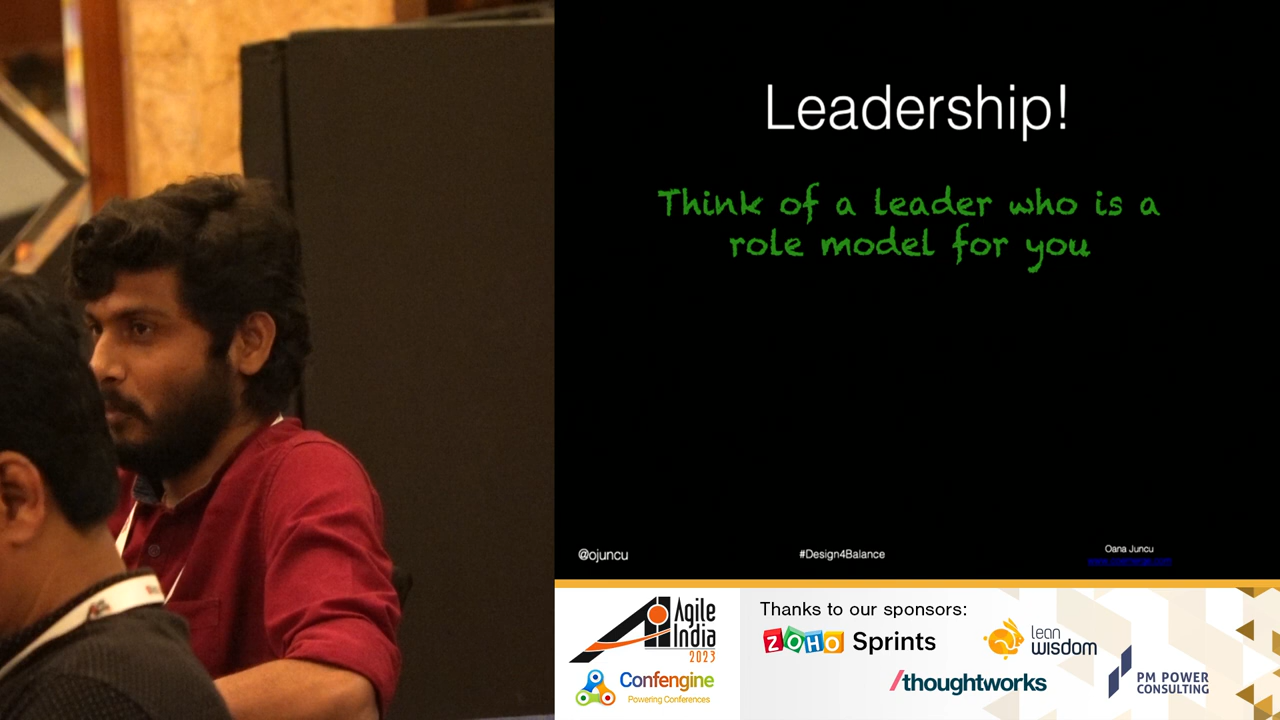 Leadership!
Think of a leader who is a
role model for you
@ojuncu
#Design4Balance
Oana Juncu
Agile
India
2023
Confengine
Powering Conferences
Thanks to our sponsors:
ZOHO Sprints
lean
wisdom
/thoughtworks
PM POWER
CONSULTING